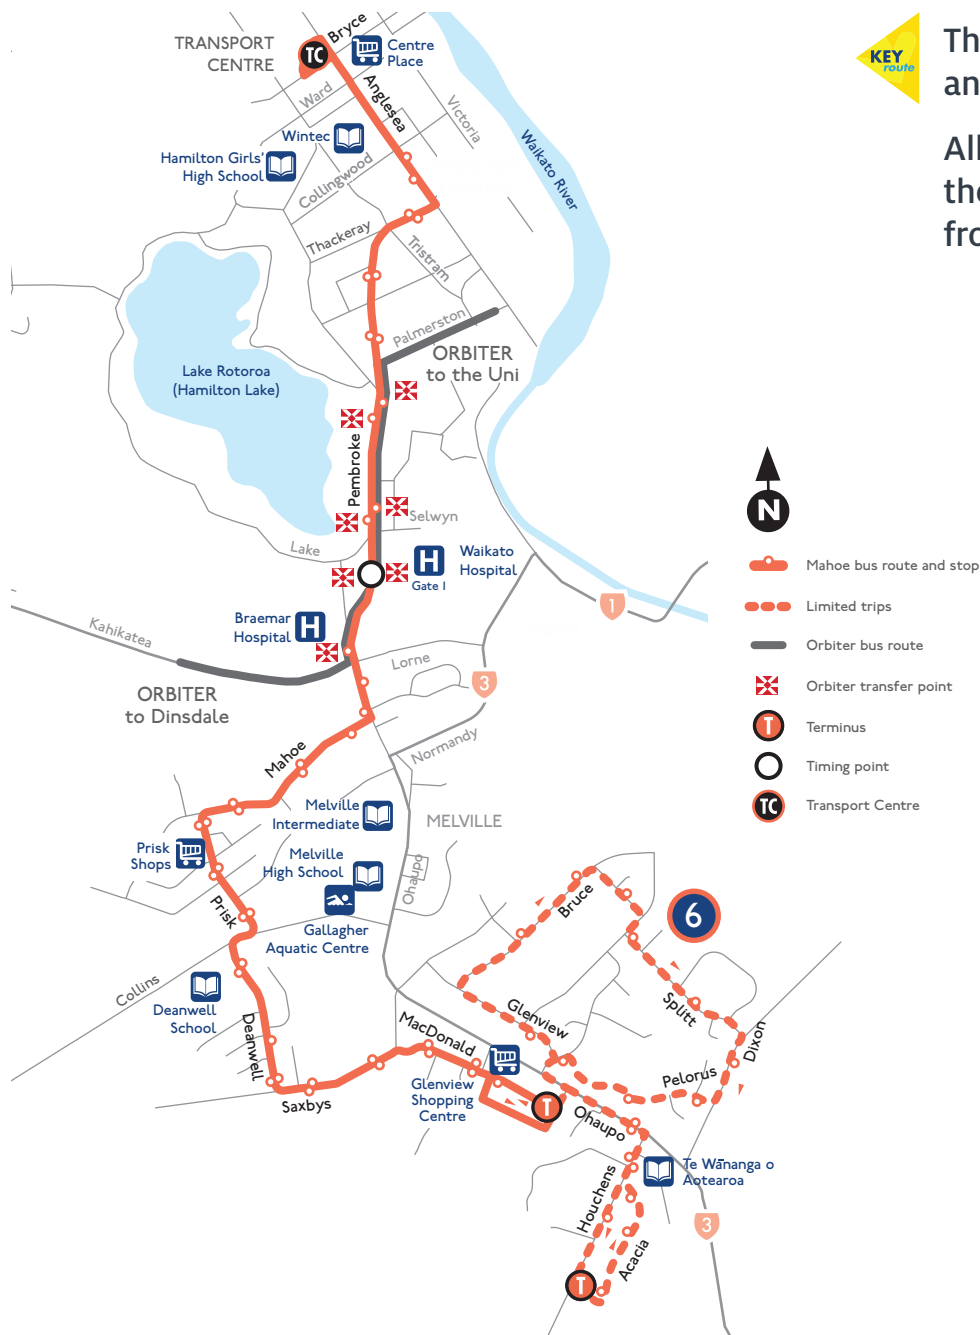 TRANSPORT
CENTRE
TC
Bryce
Centre
Place
KEY
route
Ward
Anglesea
Victoria
Wintec
Hamilton Girls'
High School
Collingwood
Waikato River
Thackeray
Tristram
Palmerston
ORBITER
to the Uni
Lake Rotoroa
(Hamilton Lake)
Pembroke
Selwyn
Lake
H
Gate 1
Waikato
Hospital
N
Mahoe bus route and stop
Limited trips
Orbiter bus route
Orbiter transfer point
T
Terminus
Timing point
TC
Transport Centre
1
Braemar
Hospital
H
Kahikatea
Lorne
3
ORBITER
to Dinsdale
Normandy
Mahoe
Melville
Intermediate
MELVILLE
Prisk
Shops
Melville
High School
Ohaupo
Prisk
Gallagher
Aquatic Centre
Bruce
6
Collins
Deanwell
School
Deanwell
Saxbys
MacDonald
Glenview
Splitt
Dixon
Pelorus
Glenview
Shopping
Centre
T
Ohaupo
Te Wānanga o
Aotearoa
Houchens
Acacia
3
T